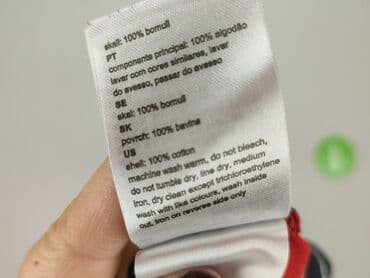 skall: 100% bomull
PT
componente principal: 100% algodão
lavar com cores similares, lavar
do avesso, passar do avesso
SE
skal: 100% bomull
SK
povrch: 100% bavlna
US
shell: 100% cotton
machine wash warm, do not bleach,
do not tumble dry, line dry, medium
iron, dry clean except trichloroethylene
wash with like colours, wash inside
out, iron on reverse side only